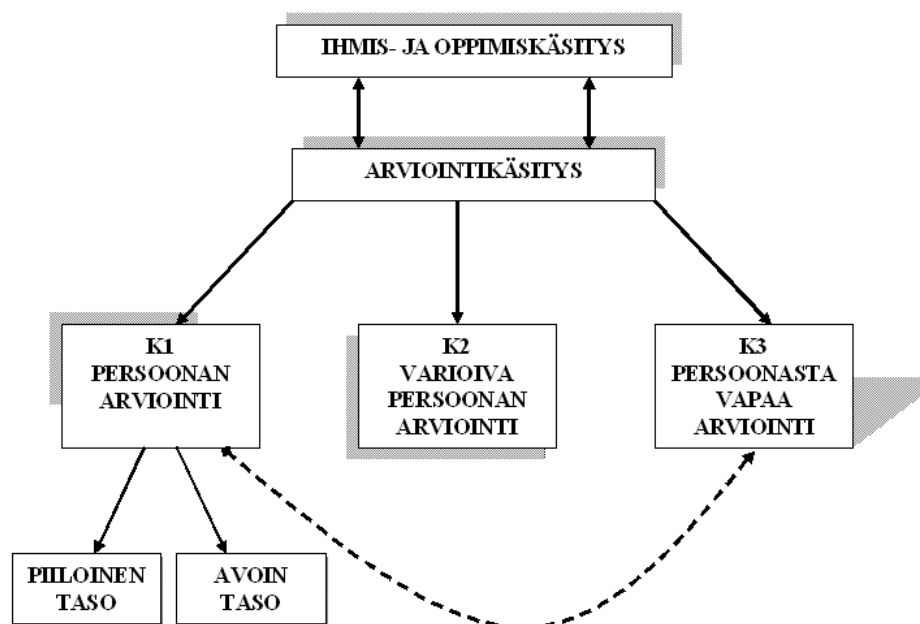 IHMIS- JA OPPIMISKÄSITYS
ARVIOINTIKÄSITYS
K1
PERSOONAN
ARVIOINTI
K2
VARIOIVA
PERSOONAN
ARVIOINTI
K3
PERSOONASTA
VAPAA
ARVIOINTI
PIILOINEN
TASO
AVOIN
TASO